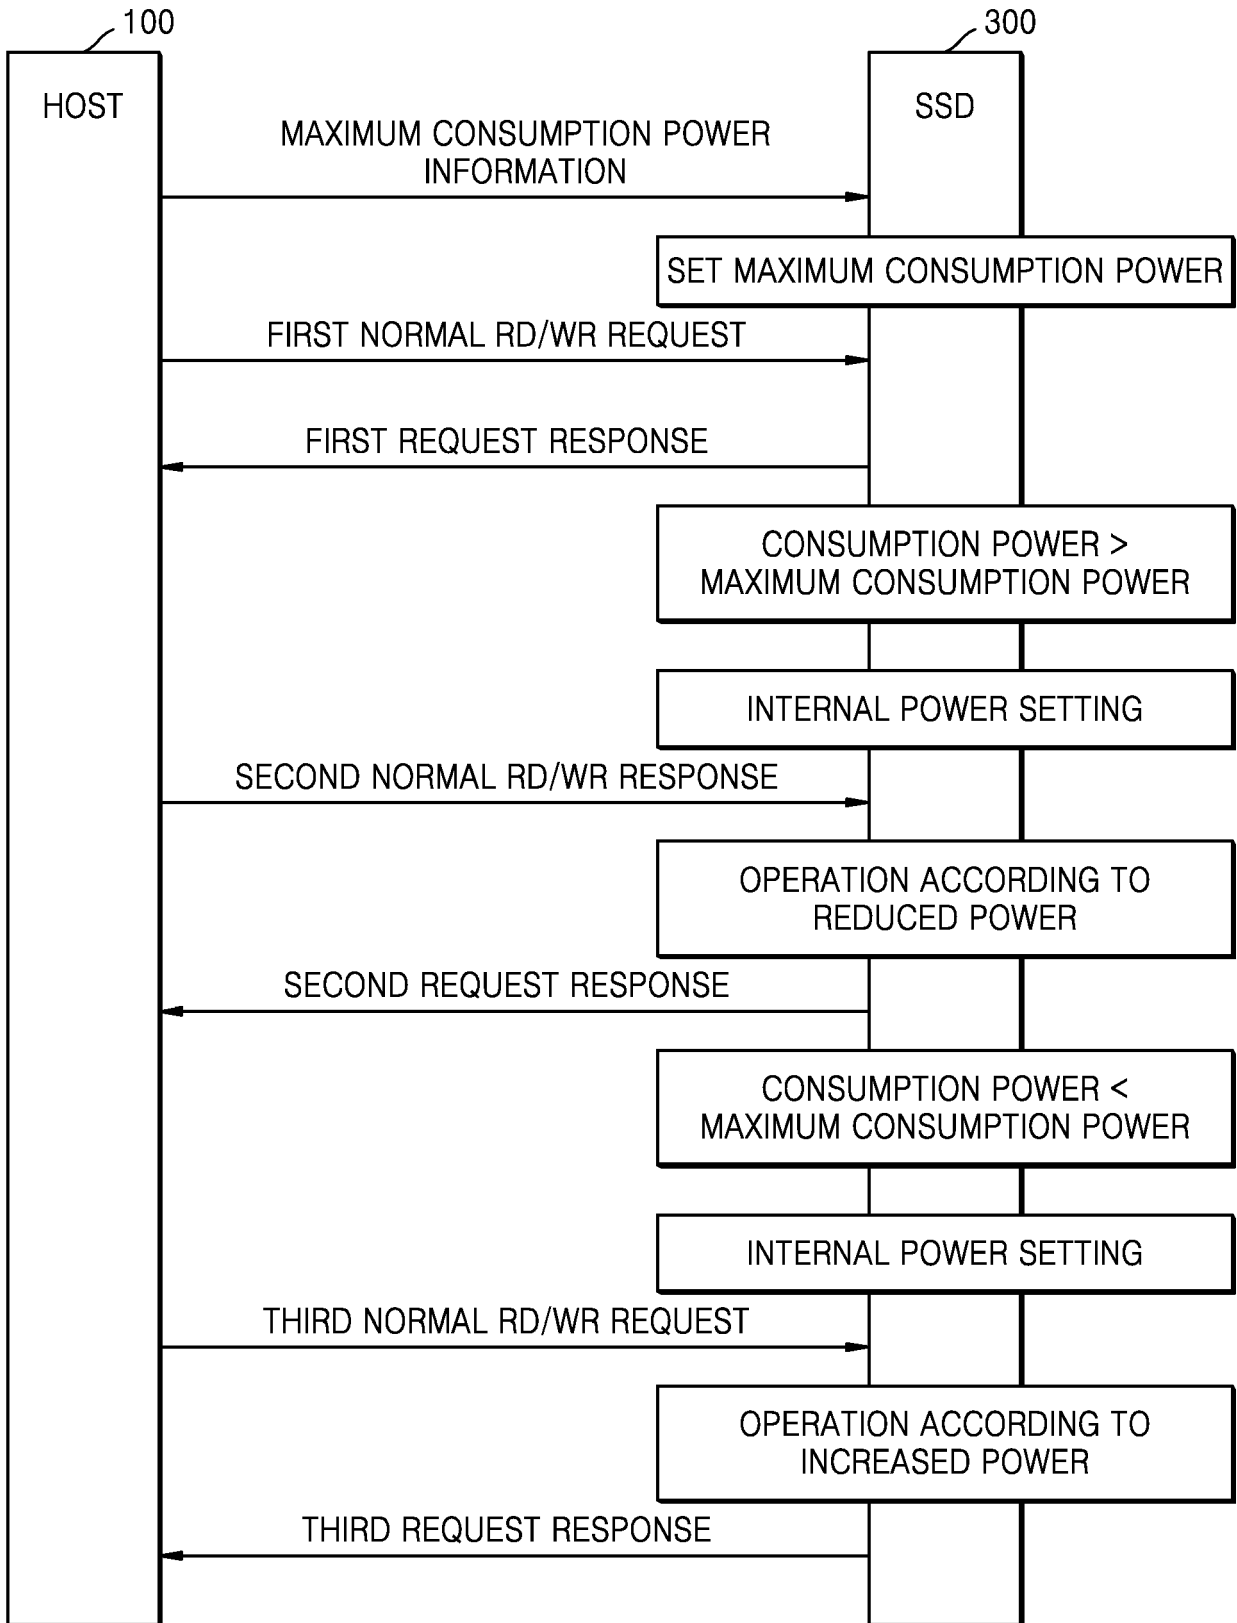 100
300
HOST
SSD
MAXIMUM CONSUMPTION POWER
INFORMATION
SET MAXIMUM CONSUMPTION POWER
FIRST NORMAL RD/WR REQUEST
FIRST REQUEST RESPONSE
CONSUMPTION POWER >
MAXIMUM CONSUMPTION POWER
INTERNAL POWER SETTING
SECOND NORMAL RD/WR RESPONSE
OPERATION ACCORDING TO
REDUCED POWER
SECOND REQUEST RESPONSE
CONSUMPTION POWER <
MAXIMUM CONSUMPTION POWER
INTERNAL POWER SETTING
THIRD NORMAL RD/WR REQUEST
OPERATION ACCORDING TO
INCREASED POWER
THIRD REQUEST RESPONSE